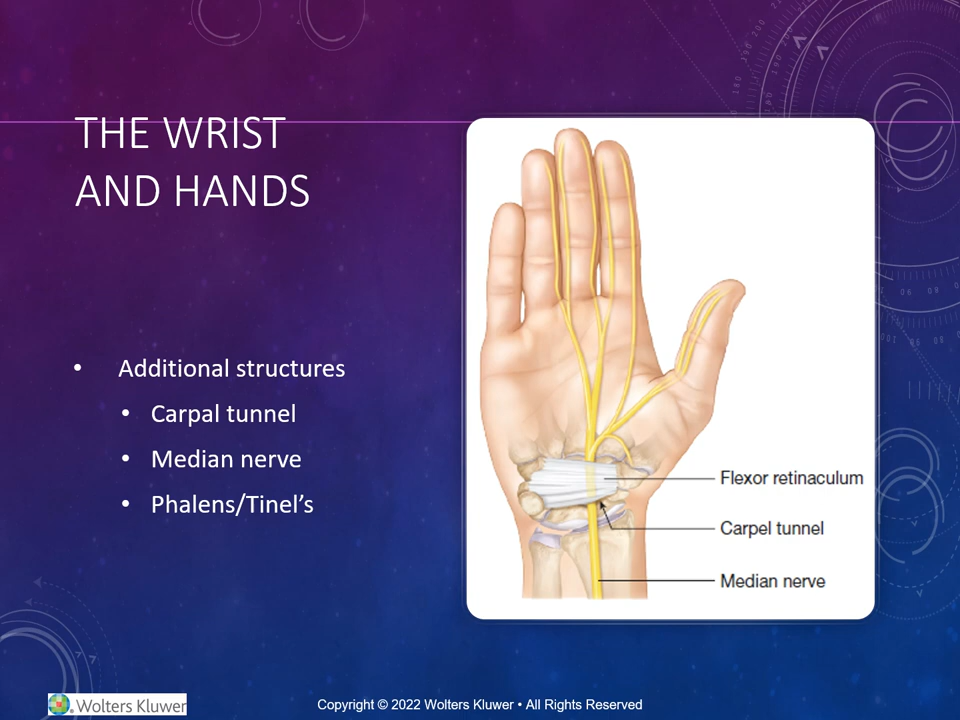 THE WRIST
AND HANDS
• Additional structures
• Carpal tunnel
• Median nerve
• Phalens/Tinel’s
Flexor retinaculum
Carpel tunnel
Median nerve
Wolters Kluwer
Copyright © 2022 Wolters Kluwer • All Rights Reserved